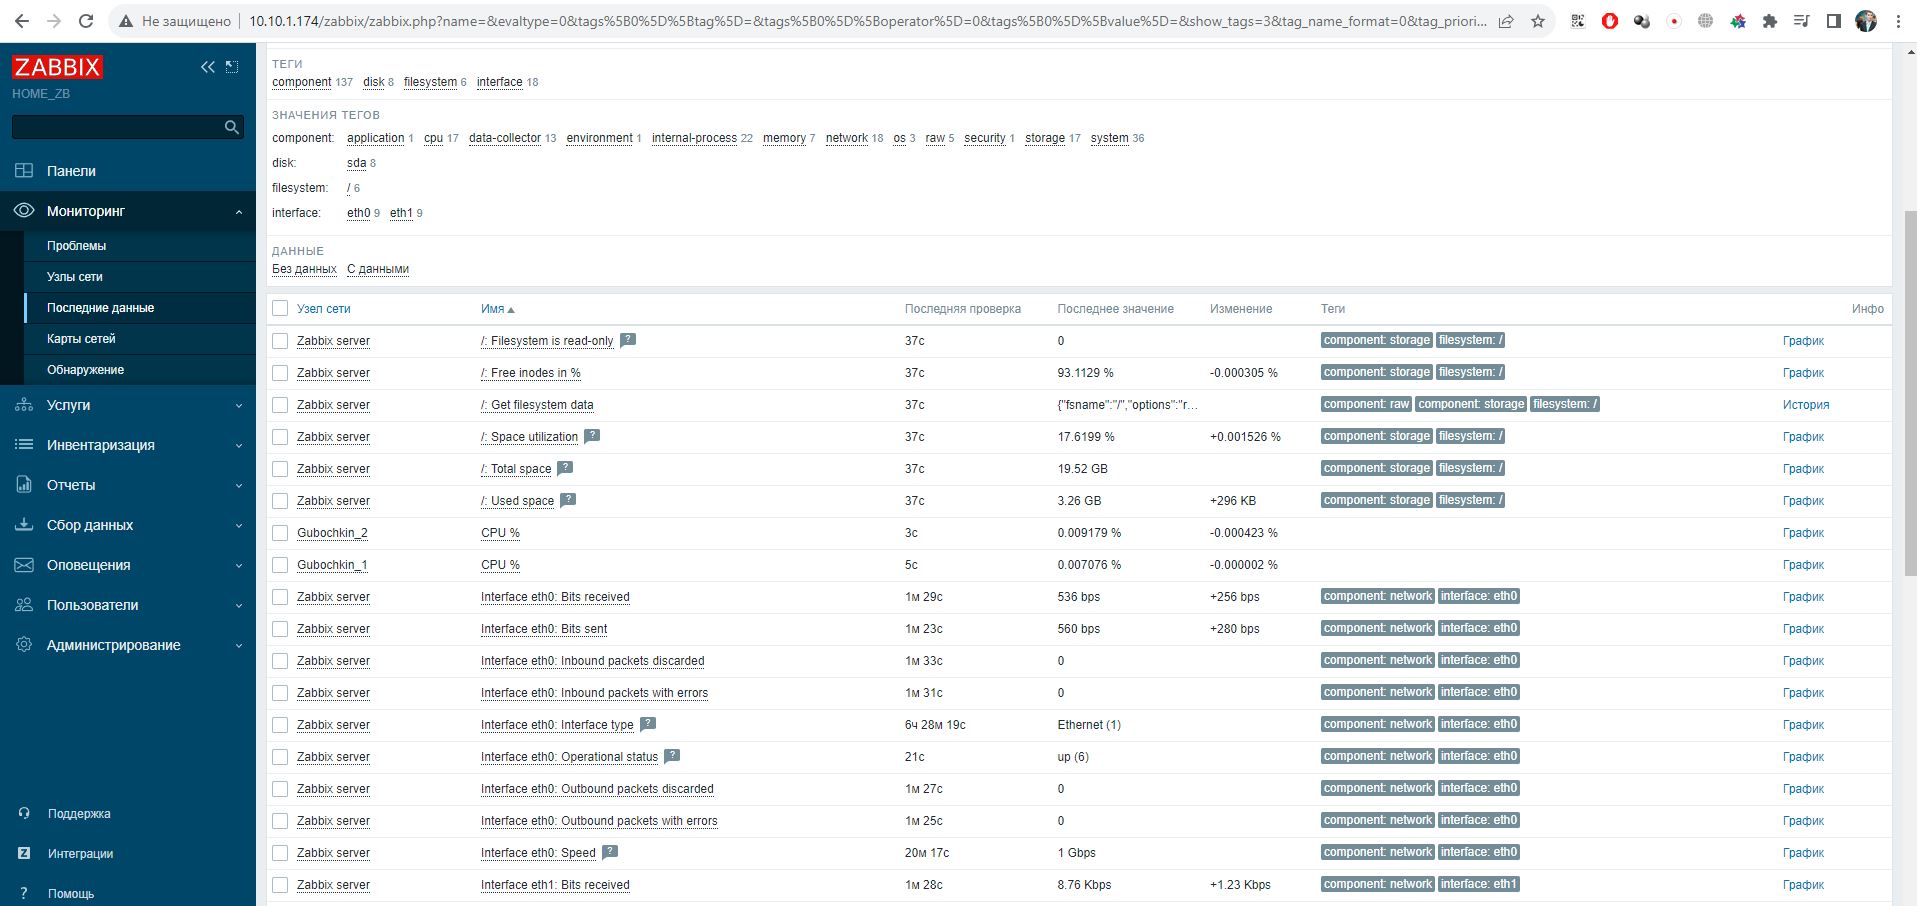 Не защищено 10.10.1.174/zabbix/zabbix.php?name=&evaltype=0&tags%5B0%5D%5Btag%5D=&tags%5B0%5D%5Boperator%5D=0&tags%5B0%5D%5Bvalue%5D=&show_tags=3&tag_name_format=0&tag_priori...
ZABBIX
HOME_ZB
Панели
Мониторинг
Проблемы
Узлы сети
Последние данные
Карты сетей
Обнаружение
Услуги
Инвентаризация
Отчеты
Сбор данных
Оповещения
Пользователи
Администрирование
Поддержка
Z Интеграции
? Помощь
ТЕГИ
component 137 disk 8 filesystem 6 interface 18
ЗНАЧЕНИЯ ТЕГОВ
component: application 1 cpu 17 data-collector 13 environment 1 internal-process 22 memory 7 network 18 os 3 raw 5 security 1 storage 17 system 36
disk: sda 8
filesystem: / 6
interface: eth0 9 eth1 9
ДАННЫЕ
Без данных С данными
Узел сети Имя Последняя проверка Последнее значение Изменение Теги Инфо
Zabbix server /: Filesystem is read-only ? 37с 0 component: storage filesystem: / График
Zabbix server /: Free inodes in % 37с 93.1129 % -0.000305 % component: storage filesystem: / График
Zabbix server /: Get filesystem data 37с {"fsname":"/","options":"r... component: raw component: storage filesystem: / История
Zabbix server /: Space utilization ? 37с 17.6199 % +0.001526 % component: storage filesystem: / График
Zabbix server /: Total space ? 37с 19.52 GB component: storage filesystem: / График
Zabbix server /: Used space ? 37с 3.26 GB +296 KB component: storage filesystem: / График
Gubochkin_2 CPU % 3с 0.009179 % -0.000423 % График
Gubochkin_1 CPU % 5с 0.007076 % -0.000002 % График
Zabbix server Interface eth0: Bits received 1м 29с 536 bps +256 bps component: network interface: eth0 График
Zabbix server Interface eth0: Bits sent 1м 23с 560 bps +280 bps component: network interface: eth0 График
Zabbix server Interface eth0: Inbound packets discarded 1м 33с 0 component: network interface: eth0 График
Zabbix server Interface eth0: Inbound packets with errors 1м 31с 0 component: network interface: eth0 График
Zabbix server Interface eth0: Interface type ? 6ч 28м 19с Ethernet (1) component: network interface: eth0 График
Zabbix server Interface eth0: Operational status ? 21с up (6) component: network interface: eth0 График
Zabbix server Interface eth0: Outbound packets discarded 1м 27с 0 component: network interface: eth0 График
Zabbix server Interface eth0: Outbound packets with errors 1м 25с 0 component: network interface: eth0 График
Zabbix server Interface eth0: Speed ? 20м 17с 1 Gbps component: network interface: eth0 График
Zabbix server Interface eth1: Bits received 1м 28с 8.76 Kbps +1.23 Kbps component: network interface: eth1 График